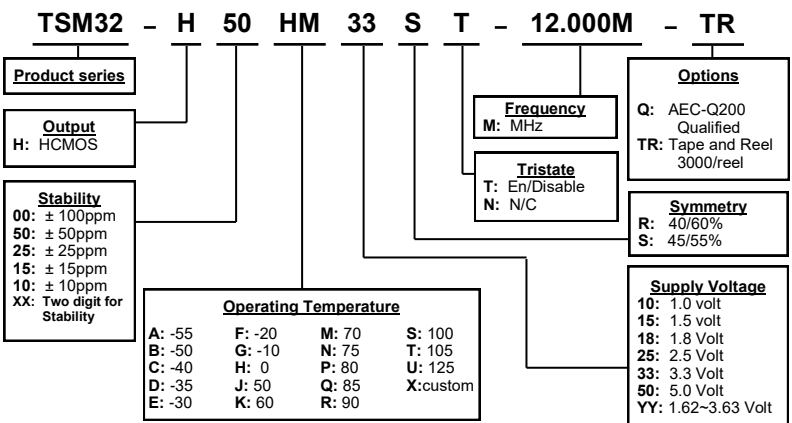 TSM32 – H 50 HM 33 S T – 12.000M – TR
Product series
Output
H: HCMOS
Stability
00: ± 100ppm
50: ± 50ppm
25: ± 25ppm
15: ± 15ppm
10: ± 10ppm
XX: Two digit for
Stability
Operating Temperature
A: -55 F: -20 M: 70 S: 100
B: -50 G: -10 N: 75 T: 105
C: -40 H: 0 P: 80 U: 125
D: -35 J: 50 Q: 85 X:custom
E: -30 K: 60 R: 90
Frequency
M: MHz
Tristate
T: En/Disable
N: N/C
Options
Q: AEC-Q200
Qualified
TR: Tape and Reel
3000/reel
Symmetry
R: 40/60%
S: 45/55%
Supply Voltage
10: 1.0 volt
15: 1.5 volt
18: 1.8 Volt
25: 2.5 Volt
33: 3.3 Volt
50: 5.0 Volt
YY: 1.62~3.63 Volt